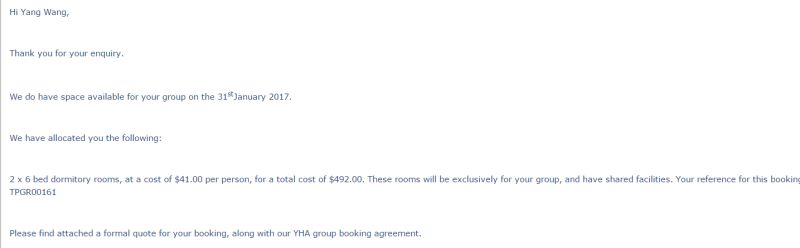 Hi Yang Wang,
Thank you for your enquiry.
We do have space available for your group on the 31st January 2017.
We have allocated you the following:
2 x 6 bed dormitory rooms, at a cost of $41.00 per person, for a total cost of $492.00. These rooms will be exclusively for your group, and have shared facilities. Your reference for this booking
TPGR00161
Please find attached a formal quote for your booking, along with our YHA group booking agreement.